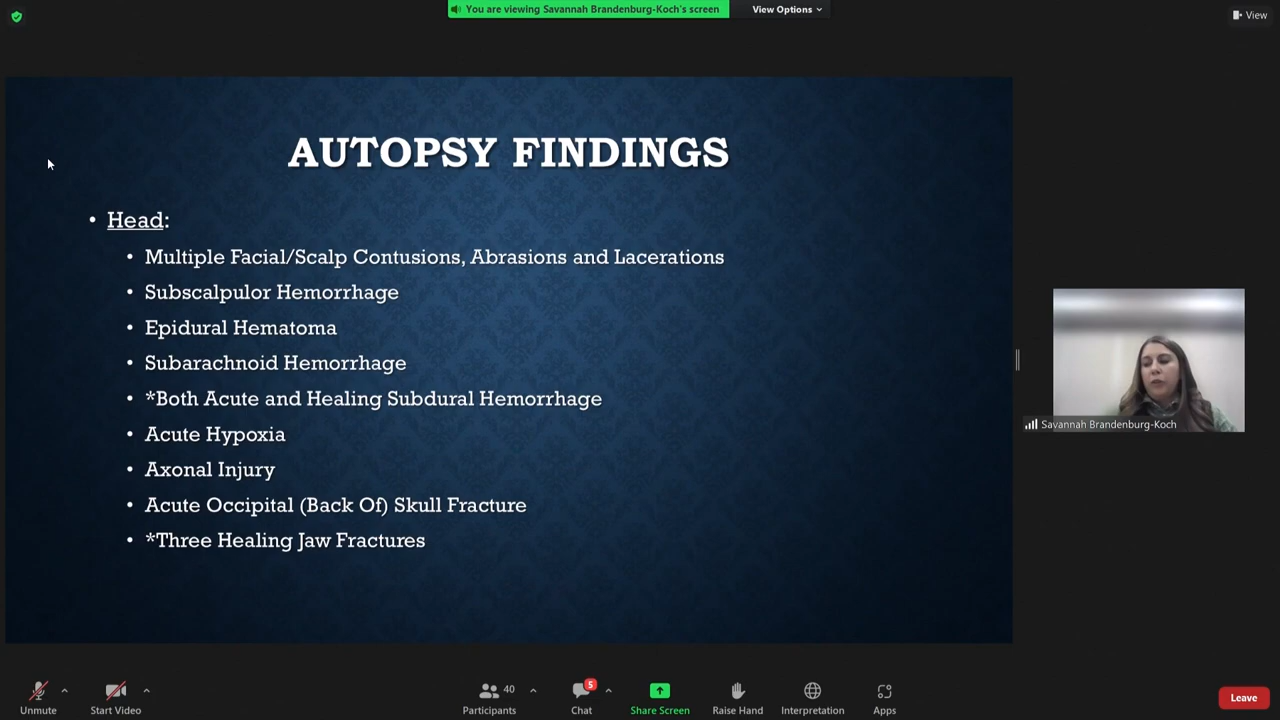 You are viewing Savannah Brandenburg-Koch's screen
View Options
View
AUTOPSY FINDINGS
• Head:
• Multiple Facial/Scalp Contusions, Abrasions and Lacerations
• Subscalpulor Hemorrhage
• Epidural Hematoma
• Subarachnoid Hemorrhage
• *Both Acute and Healing Subdural Hemorrhage
• Acute Hypoxia
• Axonal Injury
• Acute Occipital (Back Of) Skull Fracture
• *Three Healing Jaw Fractures
Savannah Brandenburg-Koch
Unmute
Start Video
40
Participants
5
Chat
Share Screen
Raise Hand
Interpretation
Apps
Leave